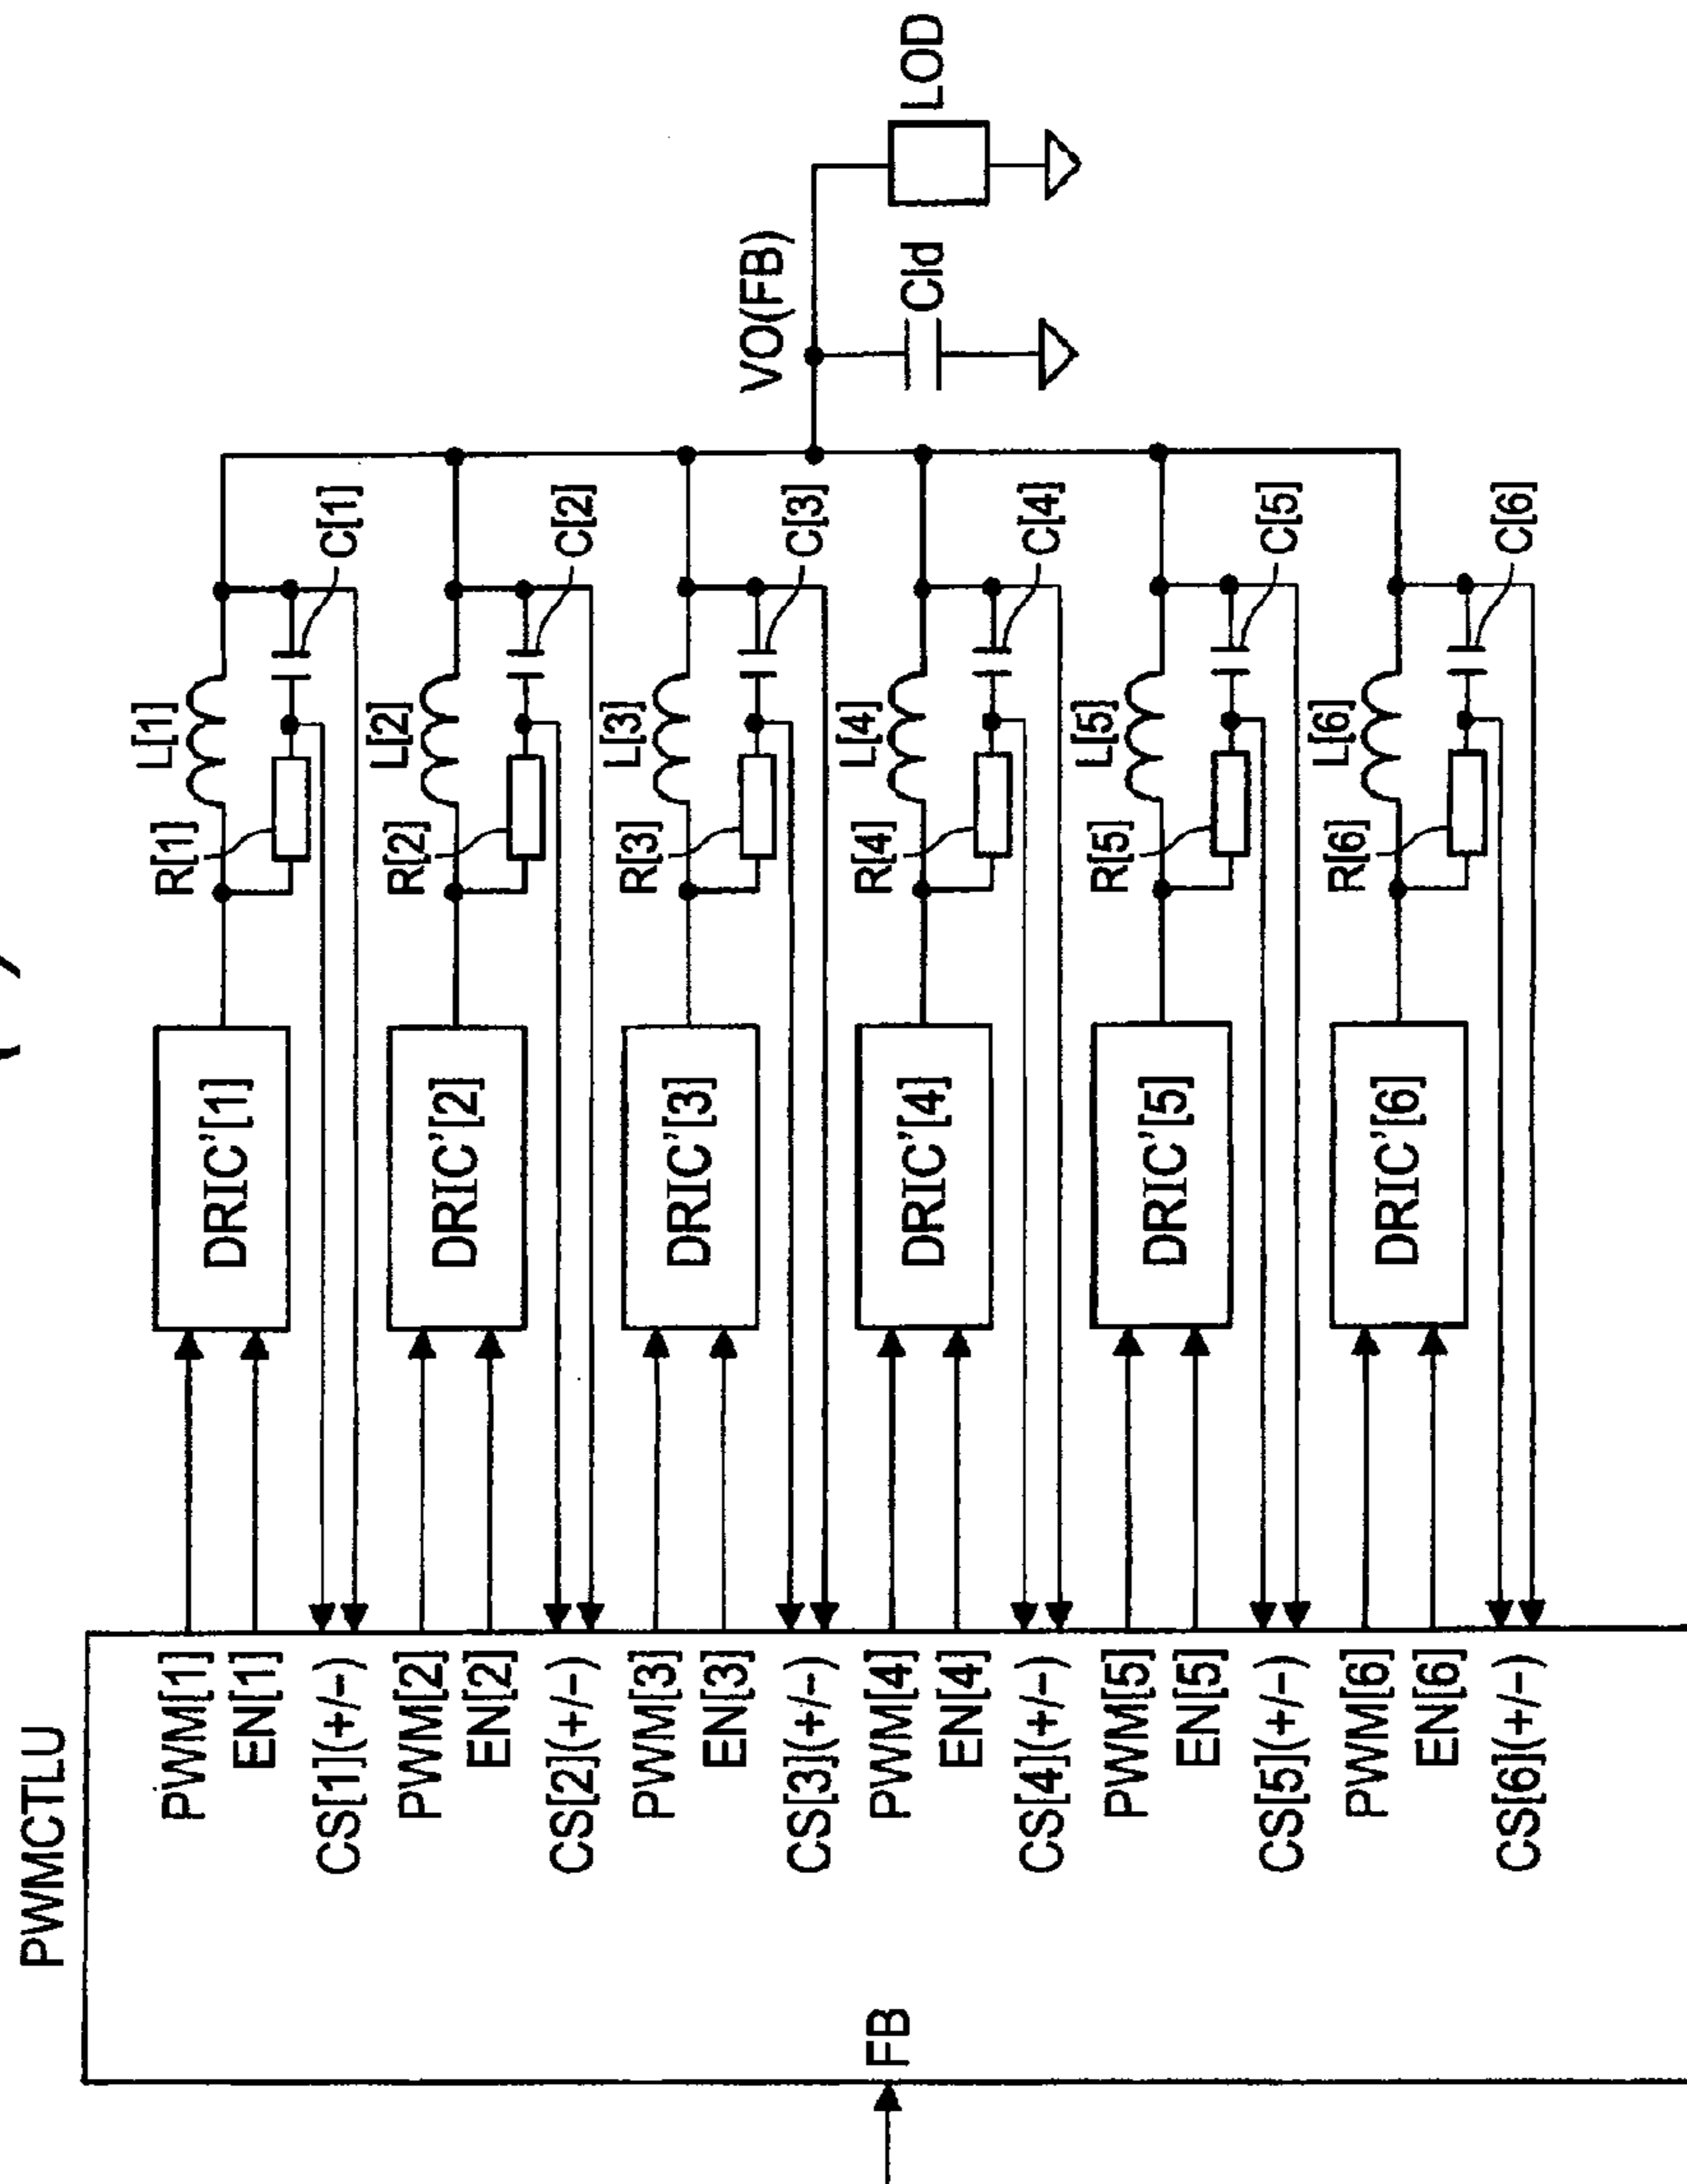 PWMCTLU
FB
PWM[1]
EN[1]
CS[1](+/−)
PWM[2]
EN[2]
CS[2](+/−)
PWM[3]
EN[3]
CS[3](+/−)
PWM[4]
EN[4]
CS[4](+/−)
PWM[5]
EN[5]
CS[5](+/−)
PWM[6]
EN[6]
CS[6](+/−)
DRIC'[1]
DRIC'[2]
DRIC'[3]
DRIC'[4]
DRIC'[5]
DRIC'[6]
R[1]
L[1]
C[1]
R[2]
L[2]
C[2]
R[3]
L[3]
C[3]
R[4]
L[4]
C[4]
R[5]
L[5]
C[5]
R[6]
L[6]
C[6]
VO(FB)
Cld
LOD